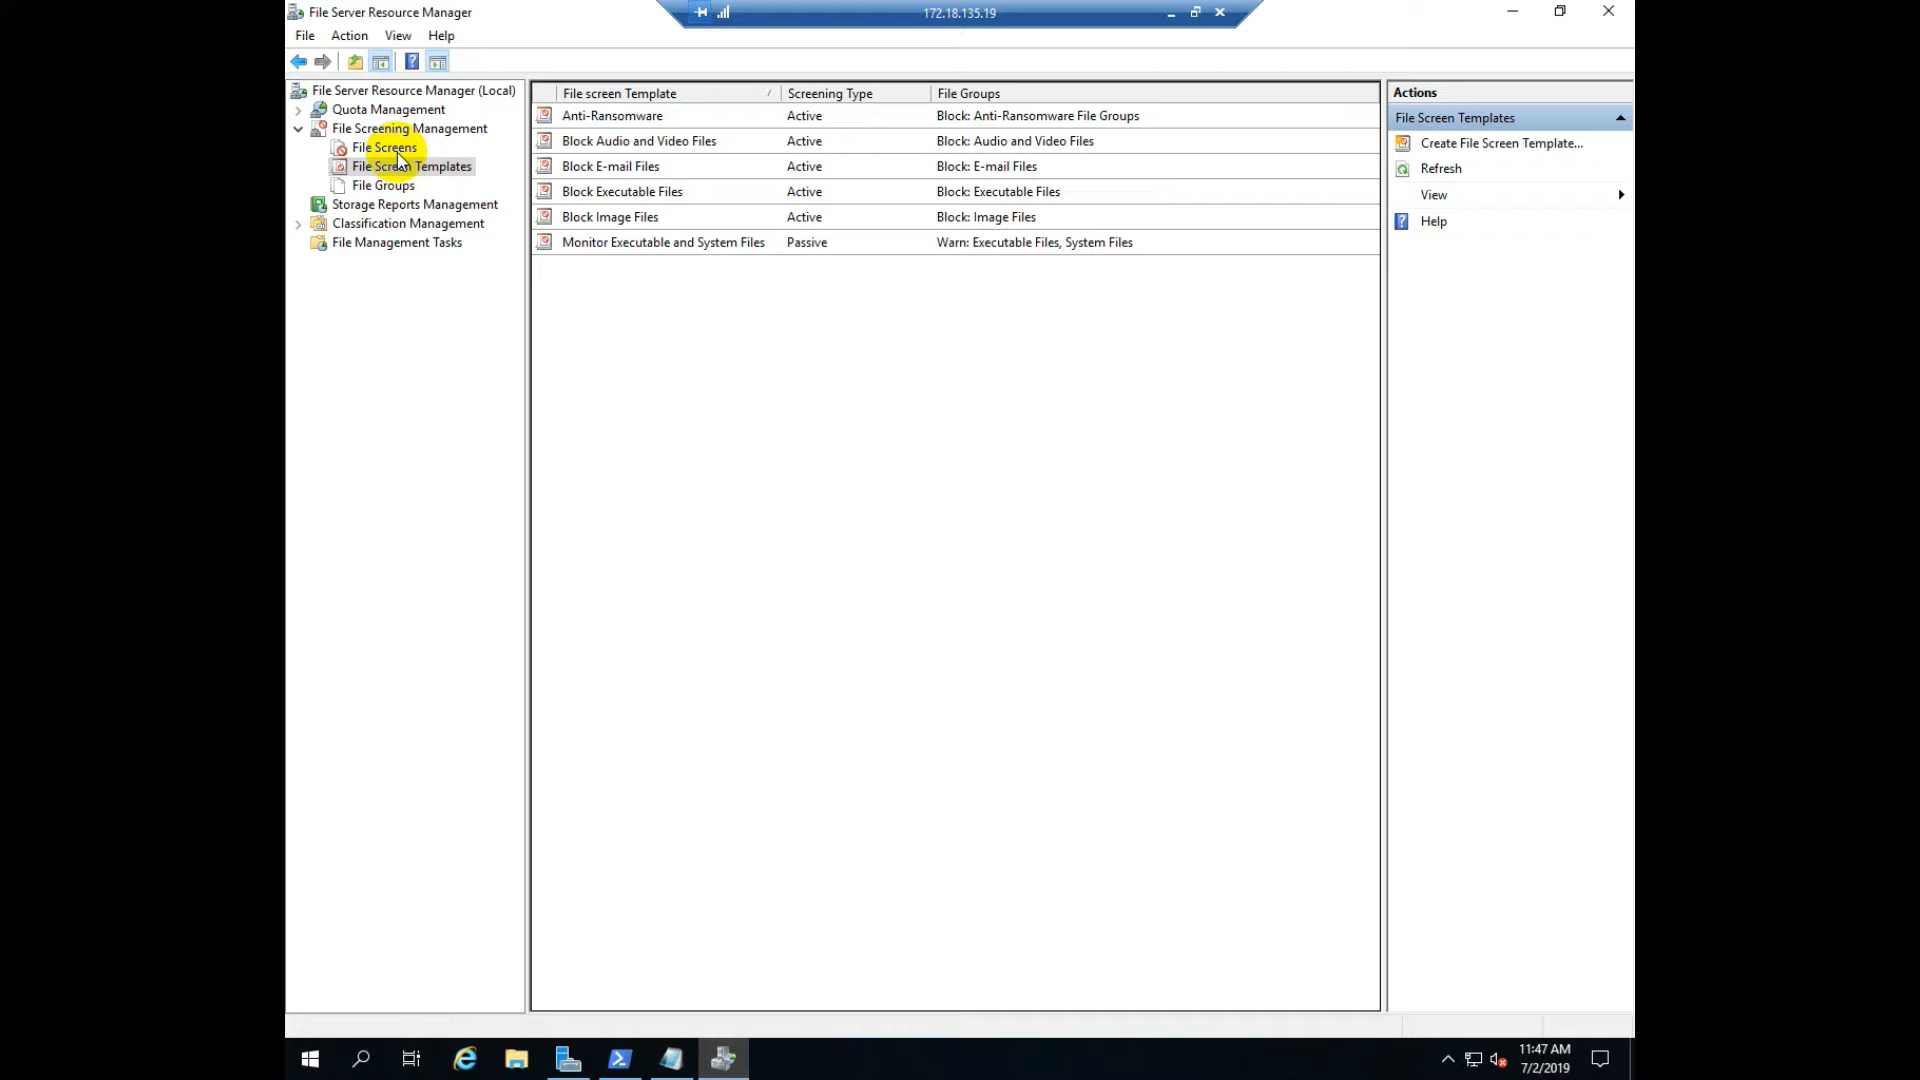 File Server Resource Manager
172.18.135.19
File Action View Help
File Server Resource Manager (Local)
Quota Management
File Screening Management
File Screens
File Screen Templates
File Groups
Storage Reports Management
Classification Management
File Management Tasks
File screen Template Screening Type File Groups
Anti-Ransomware Active Block: Anti-Ransomware File Groups
Block Audio and Video Files Active Block: Audio and Video Files
Block E-mail Files Active Block: E-mail Files
Block Executable Files Active Block: Executable Files
Block Image Files Active Block: Image Files
Monitor Executable and System Files Passive Warn: Executable Files, System Files
Actions
File Screen Templates
Create File Screen Template...
Refresh
View
Help
11:47 AM
7/2/2019